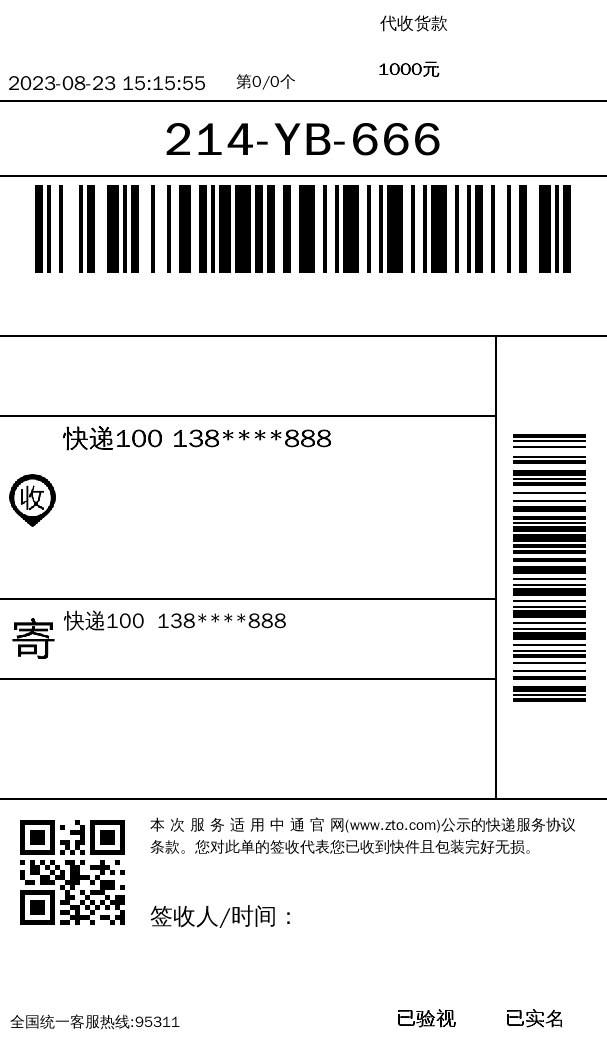 代收货款
1000元
2023-08-23 15:15:55 第0/0个
214-YB-666
快递100 138****888
收
寄 快递100 138****888
本次服务适用中通官网(www.zto.com)公示的快递服务协议
条款。您对此单的签收代表您已收到快件且包装完好无损。
签收人/时间：
全国统一客服热线:95311 已验视 已实名